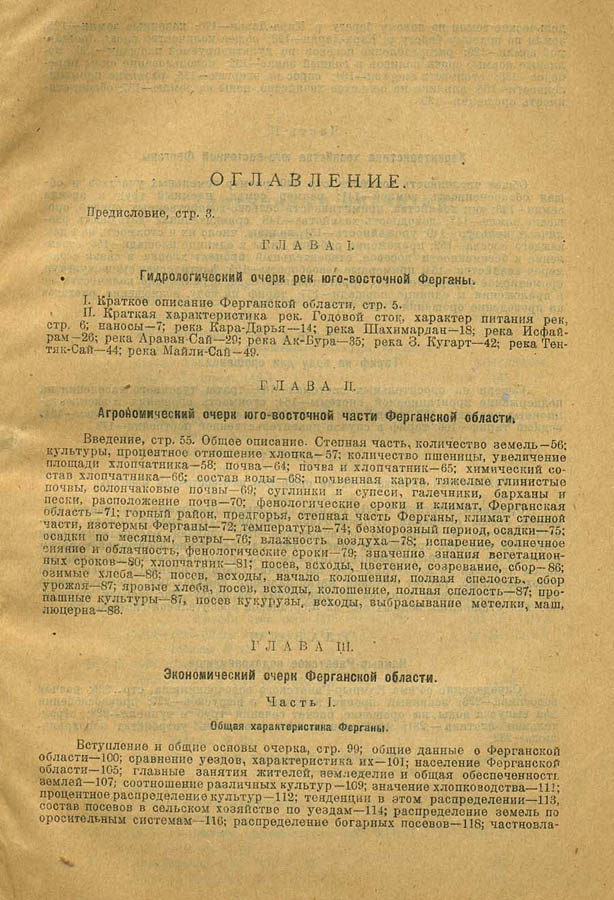 ОГЛАВЛЕНИЕ.
Предисловие, стр. 3.
ГЛАВА I.
Гидрологический очерк рек юго-восточной Ферганы.
I. Краткое описание Ферганской области, стр. 5.
II. Краткая характеристика рек. Годовой сток, характер питания рек,
стр. 6; наносы—7; река Кара-Дарья—14; река Шахимардан—18; река Исфай-
рам—26; река Араван-Сай—29; река Ак-Бура—35; река З. Кугарт—42; река Тен-
тяк-Сай—44; река Майли-Сай—49.
ГЛАВА II.
Агрономический очерк юго-восточной части Ферганской области.
Введение, стр. 55. Общее описание. Степная часть, количество земель—56;
культуры, процентное отношение хлопка—57; количество пшеницы, увеличение
площади хлопчатника—58; почва—64; почва и хлопчатник—65; химический со-
став хлопчатника—66; состав воды—68; почвенная карта, тяжелые глинистые
почвы, солончаковые почвы—69; суглинки и супеси, галечники, барханы и
пески, расположение почв—70; фенологические сроки и климат, Ферганская
область—71; горный район, предгорья, степная часть Ферганы, климат степной
части, изотермы Ферганы—72; температура—74; безморозный период, осадки—75;
осадки по месяцам, ветры—76; влажность воздуха—78; испарение, солнечное
сияние и облачность, фенологические сроки—79; значение знания вегетацион-
ных сроков—80; хлопчатник—81; посев, всходы, цветение, созревание, сбор—86;
озимые хлеба—86; посев, всходы, начало колошения, полная спелость, сбор
урожая—87; яровые хлеба, посев, всходы, колошение, полная спелость—87; про-
пашные культуры—87, посев кукурузы, всходы, выбрасывание метелки, маш,
люцерна—88.
ГЛАВА III.
Экономический очерк Ферганской области.
Часть I.
Общая характеристика Ферганы.
Вступление и общие основы очерка, стр. 99; общие данные о Ферганской
области—100; сравнение уездов, характеристика их—101; население Ферганской
области—105; главные занятия жителей, земледелие и общая обеспеченность
землей—107; соотношение различных культур—109; значение хлопководства—111;
процентное распределение культур—112; тенденции в этом распределении—113,
состав посевов в сельском хозяйстве по уездам—114; распределение земель по
оросительным системам—116; распределение богарных посевов—118; частновла-